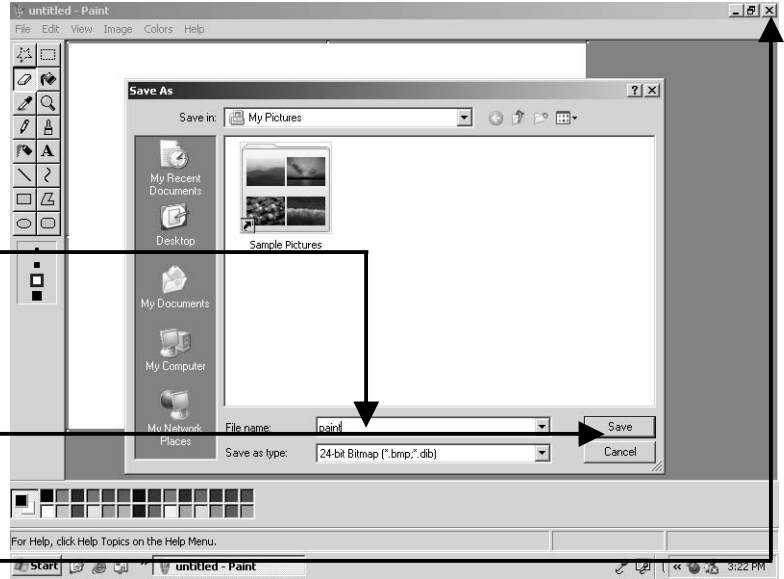 untitled - Paint
File Edit View Image Colors Help
Save As
Save in: My Pictures
My Recent
Documents
Desktop
My Documents
My Computer
My Network
Places
Sample Pictures
File name: paint
Save
Save as type: 24-bit Bitmap (*.bmp;*.dib)
Cancel
A
For Help, click Help Topics on the Help Menu.
Start
untitled - Paint
3:22 PM